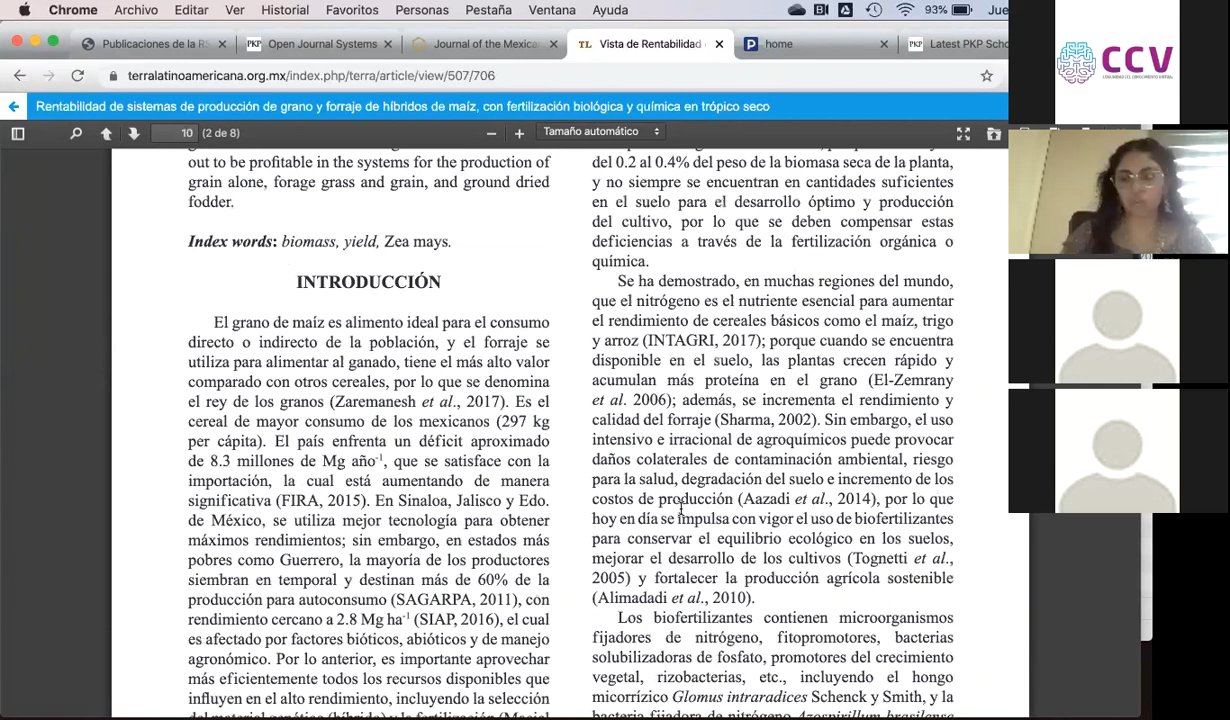 Chrome Archivo Editar Ver Historial Favoritos Personas Pestaña Ventana Ayuda 93% Jue
Publicaciones de la RS × Open Journal Systems × Journal of the Mexica × Vista de Rentabilidad × home × Latest PKP Scho
terralatinoamericana.org.mx/index.php/terra/article/view/507/706
Rentabilidad de sistemas de producción de grano y forraje de híbridos de maíz, con fertilización biológica y química en trópico seco
10 (2 de 8) Tamaño automático
out to be profitable in the systems for the production of
grain alone, forage grass and grain, and ground dried
fodder.
Index words: biomass, yield, Zea mays.
INTRODUCCIÓN
El grano de maíz es alimento ideal para el consumo
directo o indirecto de la población, y el forraje se
utiliza para alimentar al ganado, tiene el más alto valor
comparado con otros cereales, por lo que se denomina
el rey de los granos (Zaremanesh et al., 2017). Es el
cereal de mayor consumo de los mexicanos (297 kg
per cápita). El país enfrenta un déficit aproximado
de 8.3 millones de Mg año-1, que se satisface con la
importación, la cual está aumentando de manera
significativa (FIRA, 2015). En Sinaloa, Jalisco y Edo.
de México, se utiliza mejor tecnología para obtener
máximos rendimientos; sin embargo, en estados más
pobres como Guerrero, la mayoría de los productores
siembran en temporal y destinan más de 60% de la
producción para autoconsumo (SAGARPA, 2011), con
rendimiento cercano a 2.8 Mg ha-1 (SIAP, 2016), el cual
es afectado por factores bióticos, abióticos y de manejo
agronómico. Por lo anterior, es importante aprovechar
más eficientemente todos los recursos disponibles que
influyen en el alto rendimiento, incluyendo la selección
del material genético (híbrido) y la fertilización (Maciel
del 0.2 al 0.4% del peso de la biomasa seca de la planta,
y no siempre se encuentran en cantidades suficientes
en el suelo para el desarrollo óptimo y producción
del cultivo, por lo que se deben compensar estas
deficiencias a través de la fertilización orgánica o
química.
Se ha demostrado, en muchas regiones del mundo,
que el nitrógeno es el nutriente esencial para aumentar
el rendimiento de cereales básicos como el maíz, trigo
y arroz (INTAGRI, 2017); porque cuando se encuentra
disponible en el suelo, las plantas crecen rápido y
acumulan más proteína en el grano (El-Zemrany
et al. 2006); además, se incrementa el rendimiento y
calidad del forraje (Sharma, 2002). Sin embargo, el uso
intensivo e irracional de agroquímicos puede provocar
daños colaterales de contaminación ambiental, riesgo
para la salud, degradación del suelo e incremento de los
costos de producción (Aazadi et al., 2014), por lo que
hoy en día se impulsa con vigor el uso de biofertilizantes
para conservar el equilibrio ecológico en los suelos,
mejorar el desarrollo de los cultivos (Tognetti et al.,
2005) y fortalecer la producción agrícola sostenible
(Alimadadi et al., 2010).
Los biofertilizantes contienen microorganismos
fijadores de nitrógeno, fitopromotores, bacterias
solubilizadoras de fosfato, promotores del crecimiento
vegetal, rizobacterias, etc., incluyendo el hongo
micorrízico Glomus intraradices Schenck y Smith, y la
bacteria fijadora de nitrógeno Azospirillum brasilense
CCV
COMUNIDAD DEL CONOCIMIENTO VIRTUAL